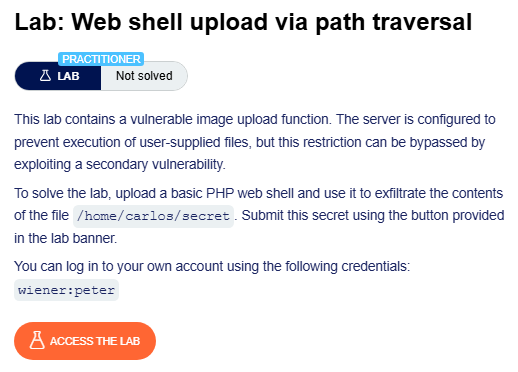 Lab: Web shell upload via path traversal
PRACTITIONER
LAB Not solved
This lab contains a vulnerable image upload function. The server is configured to
prevent execution of user-supplied files, but this restriction can be bypassed by
exploiting a secondary vulnerability.
To solve the lab, upload a basic PHP web shell and use it to exfiltrate the contents
of the file /home/carlos/secret . Submit this secret using the button provided
in the lab banner.
You can log in to your own account using the following credentials:
wiener:peter
ACCESS THE LAB